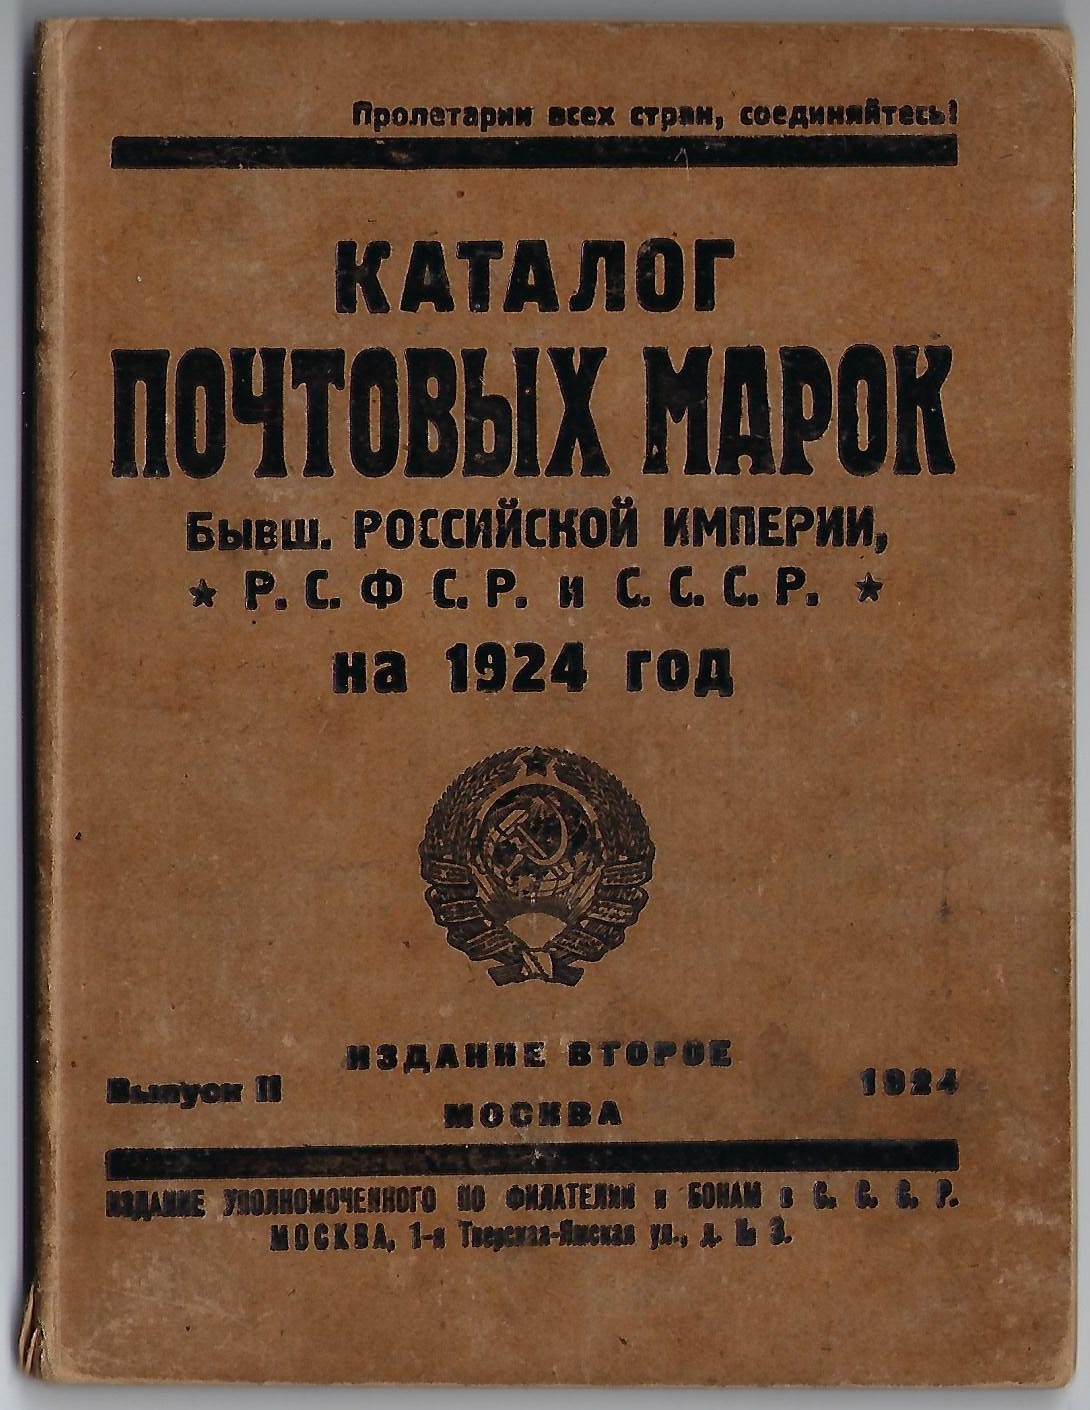 Пролетарии всех стран, соединяйтесь!
КАТАЛОГ
ПОЧТОВЫХ МАРОК
Бывш. РОССИЙСКОЙ ИМПЕРИИ,
★ Р. С. Ф С. Р. и С. С. С. Р. ★
на 1924 год
ИЗДАНИЕ ВТОРОЕ
Выпуск II
1924
МОСКВА
ИЗДАНИЕ УПОЛНОМОЧЕННОГО ПО ФИЛАТЕЛИИ и БОНАМ в С. С. С. Р.
МОСКВА, 1-я Тверская-Ямская ул., д. № 3.